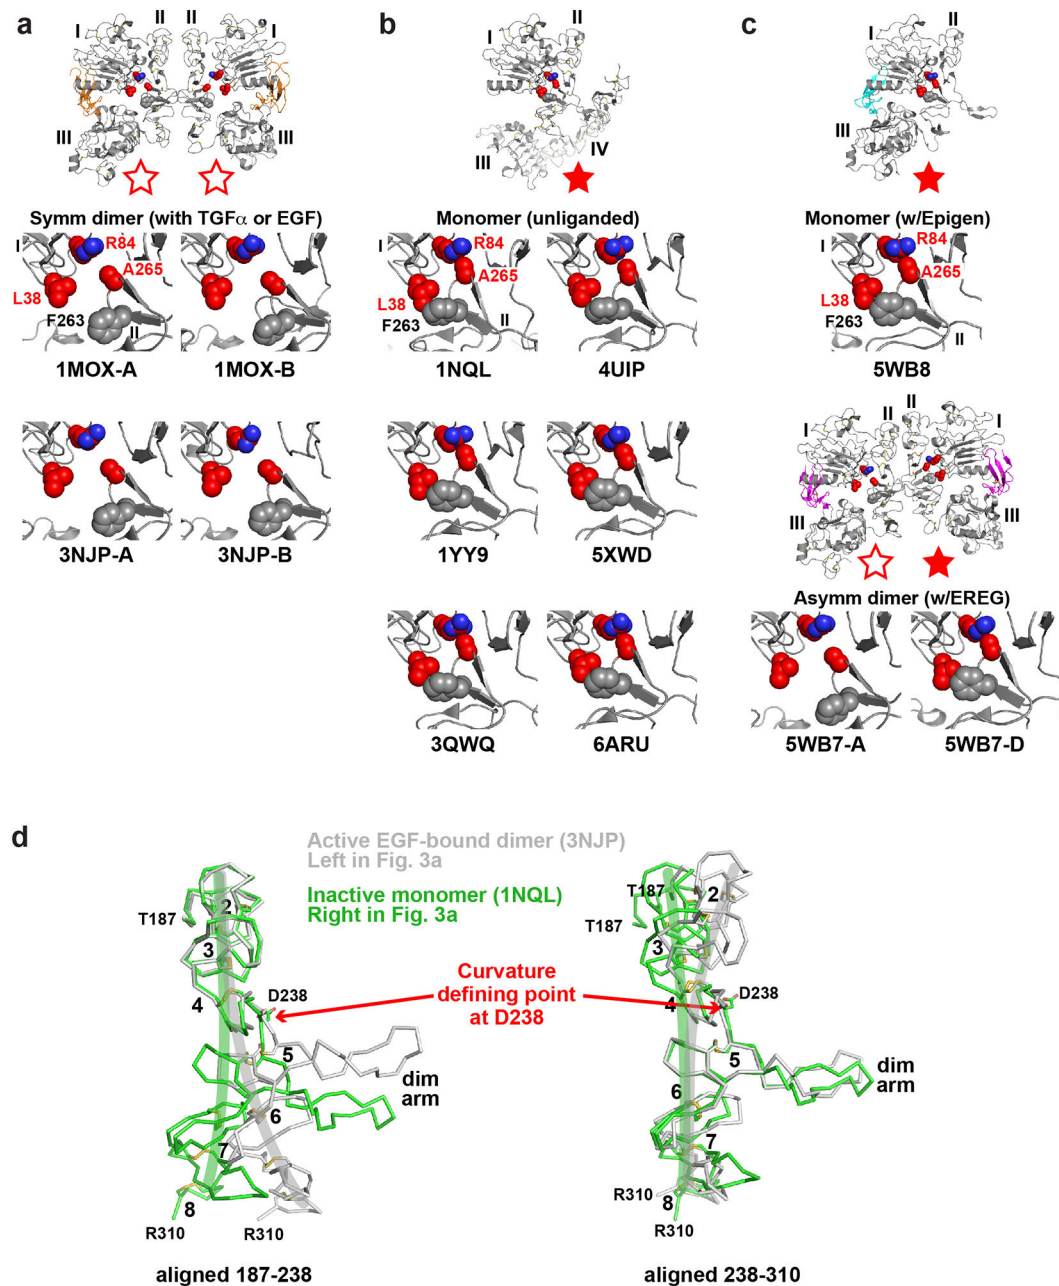 a
I II II I
III III
Symm dimer (with TGFα or EGF)
I R84
A265
L38
F263 II
1MOX-A 1MOX-B
3NJP-A 3NJP-B
b
II
I
III IV
Monomer (unliganded)
I R84
A265
L38
F263 II
1NQL 4UIP
1YY9 5XWD
3QWQ 6ARU
c
II
I
III
Monomer (w/Epigen)
I R84
A265
L38
F263 II
5WB8
II
I II I
III III
Asymm dimer (w/EREG)
5WB7-A 5WB7-D
d
Active EGF-bound dimer (3NJP)
Left in Fig. 3a
Inactive monomer (1NQL)
Right in Fig. 3a
Curvature
defining point
at D238
T187
2
3
4
D238
5
dim
arm
6
7
8
R310 R310
aligned 187-238
T187
2
T187
3
4
D238
5
dim
arm
6
7
R310
8
R310
aligned 238-310